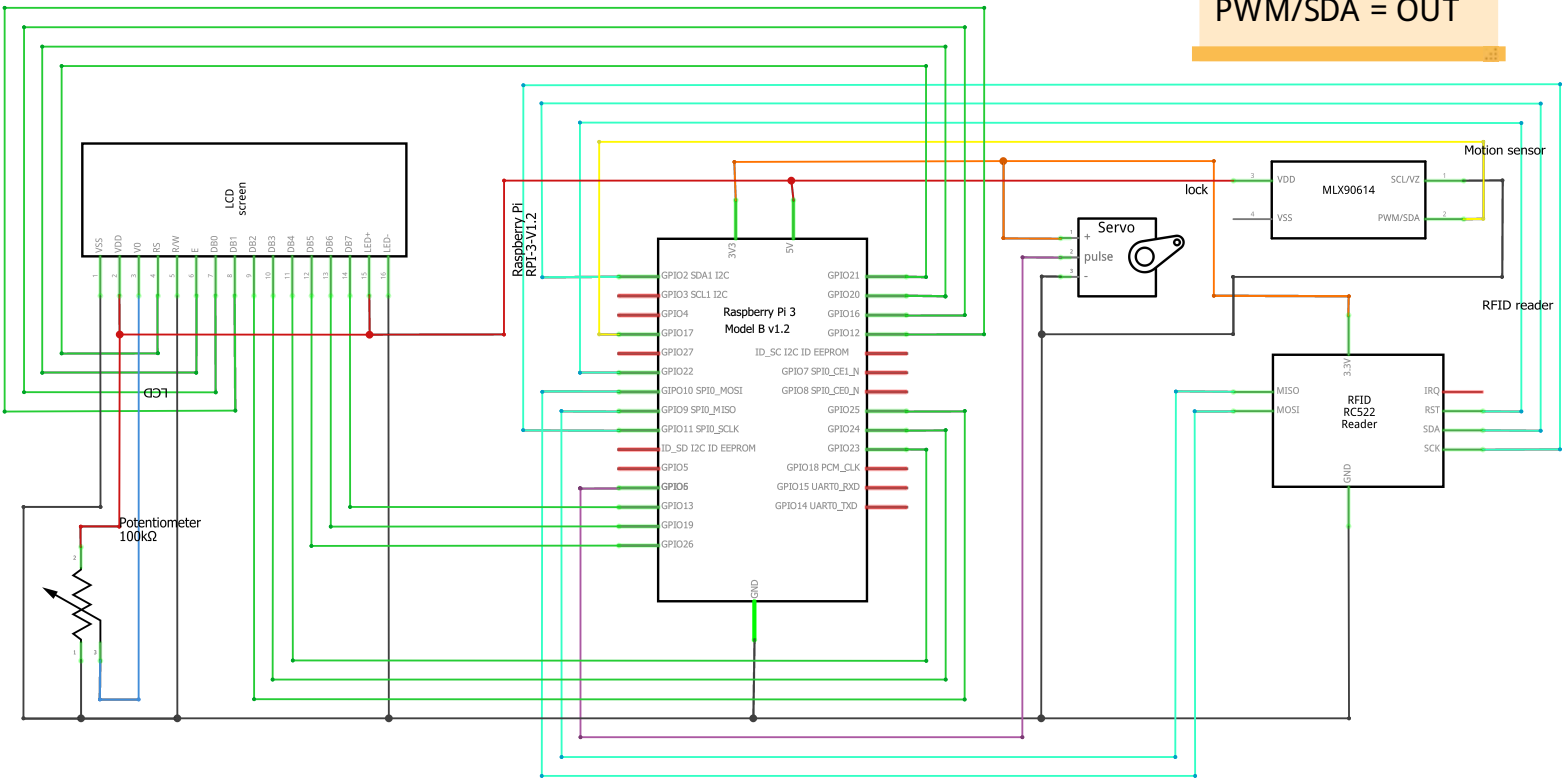 PWM/SDA = OUT
LCD
screen
VSS
VDD
V0
RS
R/W
E
DB0
DB1
DB2
DB3
DB4
DB5
DB6
DB7
LED+
LED-
1
2
3
4
5
6
7
8
9
10
11
12
13
14
15
16
LCD
Potentiometer
100kΩ
2
1
3
Raspberry Pi
RPI-3-V1.2
3V3
5V
Raspberry Pi 3
Model B v1.2
GPIO2 SDA1 I2C
GPIO3 SCL1 I2C
GPIO4
GPIO17
GPIO27
GPIO22
GIPO10 SPI0_MOSI
GPIO9 SPI0_MISO
GPIO11 SPI0_SCLK
ID_SD I2C ID EEPROM
GPIO5
GPIO6
GPIO13
GPIO19
GPIO26
GPIO21
GPIO20
GPIO16
GPIO12
ID_SC I2C ID EEPROM
GPIO7 SPI0_CE1_N
GPIO8 SPI0_CE0_N
GPIO25
GPIO24
GPIO23
GPIO18 PCM_CLK
GPIO15 UART0_RXD
GPIO14 UART0_TXD
GND
lock
Servo
1
+
2
pulse
3
-
Motion sensor
MLX90614
3
VDD
4
VSS
SCL/VZ
1
PWM/SDA
2
RFID reader
3.3V
MISO
MOSI
RFID
RC522
Reader
IRQ
RST
SDA
SCK
GND